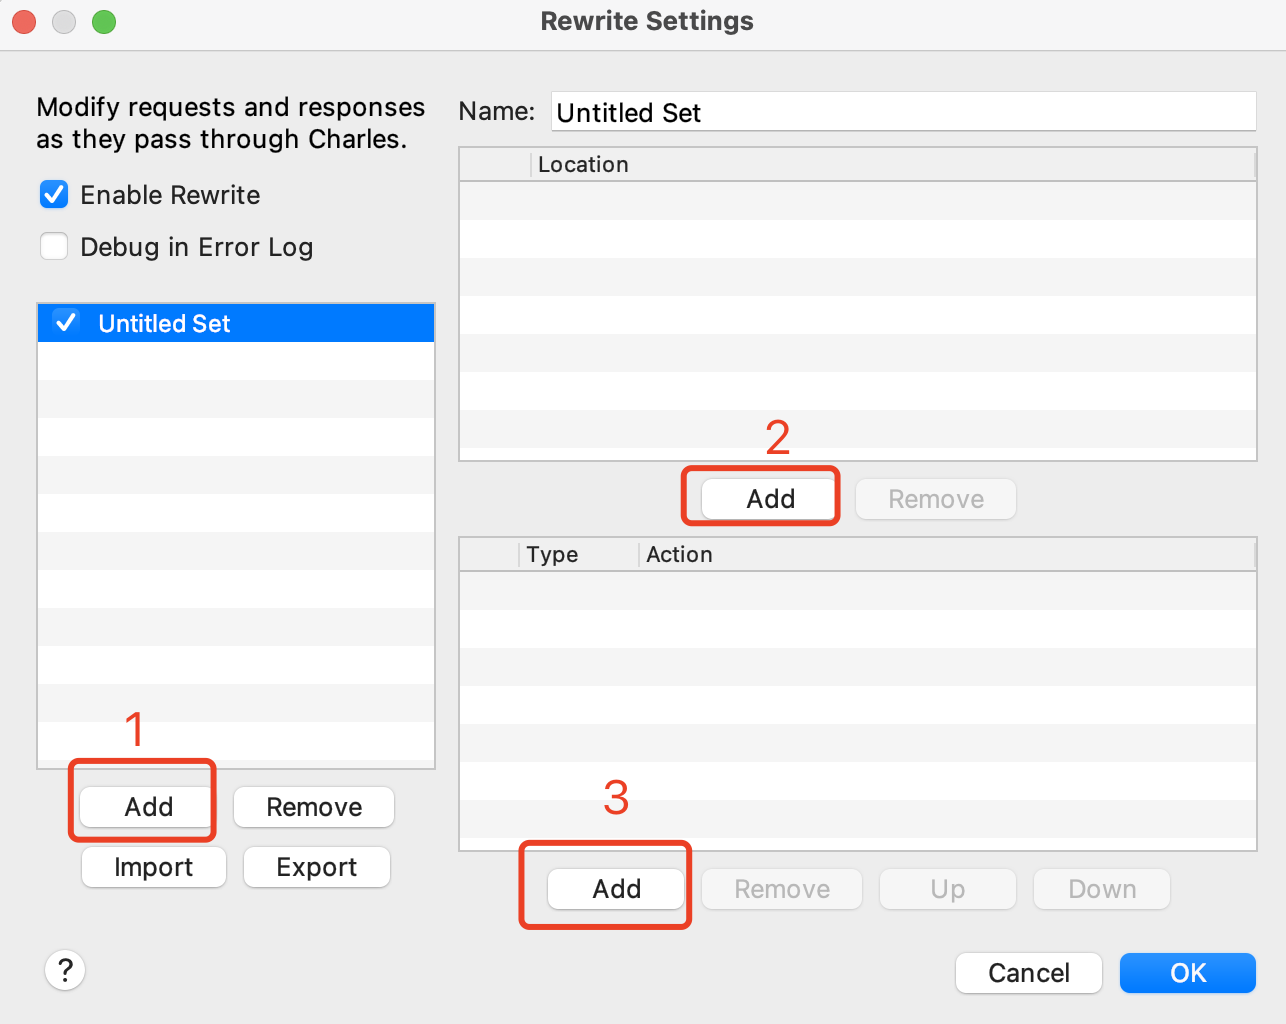 Rewrite Settings
Modify requests and responses
as they pass through Charles.
Enable Rewrite
Debug in Error Log
Untitled Set
1
Add
Remove
Import
Export
?
Name:
Untitled Set
Location
2
Add
Remove
Type
Action
3
Add
Remove
Up
Down
Cancel
OK